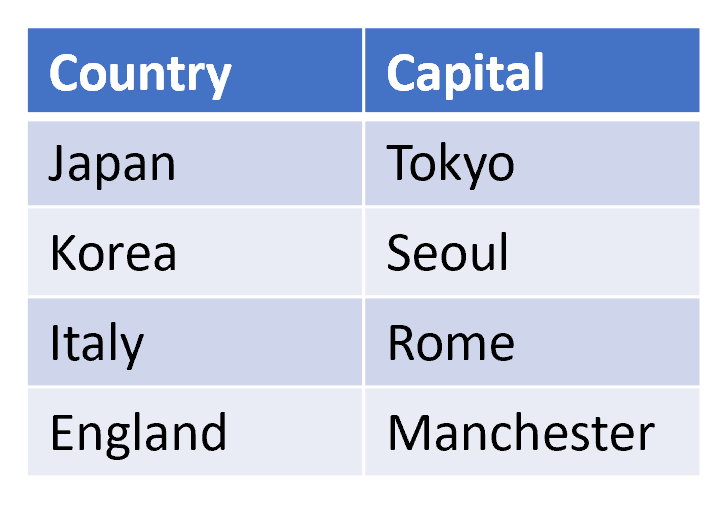 Country Capital
Japan Tokyo
Korea Seoul
Italy Rome
England Manchester